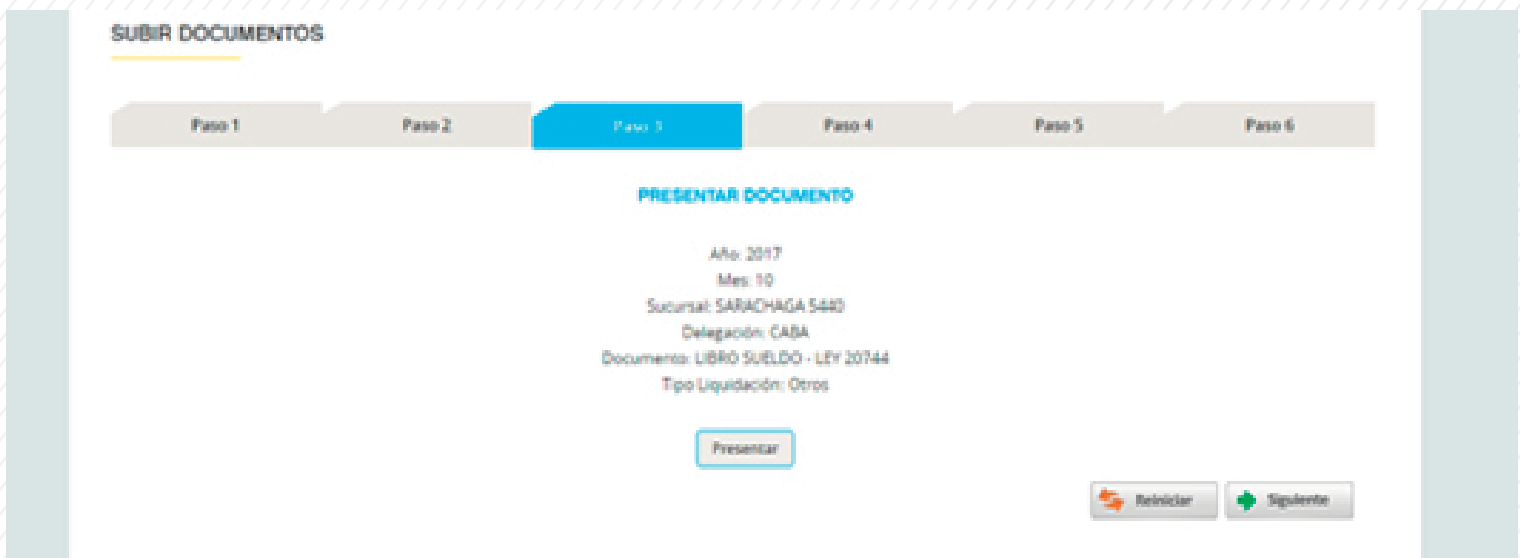 SUBIR DOCUMENTOS
Paso 1 Paso 2 Paso 3 Paso 4 Paso 5 Paso 6
PRESENTAR DOCUMENTO
Año: 2017
Mes: 10
Sucursal: SARACHAGA 5440
Delegación: CABA
Documento: LIBRO SUELDO - LEY 20744
Tipo Liquidación: Otros
Presentar
Reiniciar Siguiente